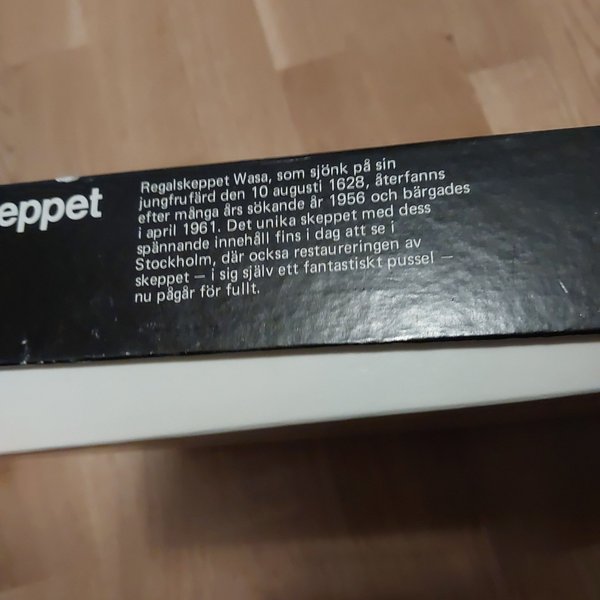 eppet
Regalskeppet Wasa, som sjönk på sin
jungfrufärd den 10 augusti 1628, återfanns
efter många års sökande år 1956 och bärgades
i april 1961. Det unika skeppet med dess
spännande innehåll fins i dag att se i
Stockholm, där ocksa restaureringen av
skeppet — i sig själv ett fantastiskt pussel —
nu pågår för fullt.